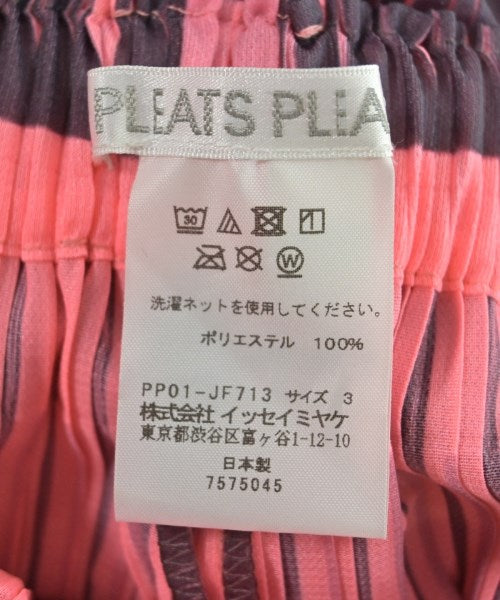 PLEATS PLEA
30
W
洗濯ネットを使用してください。
ポリエステル 100%
PP01-JF713 サイズ 3
株式会社 イッセイミヤケ
東京都渋谷区富ヶ谷1-12-10
日本製
7575045